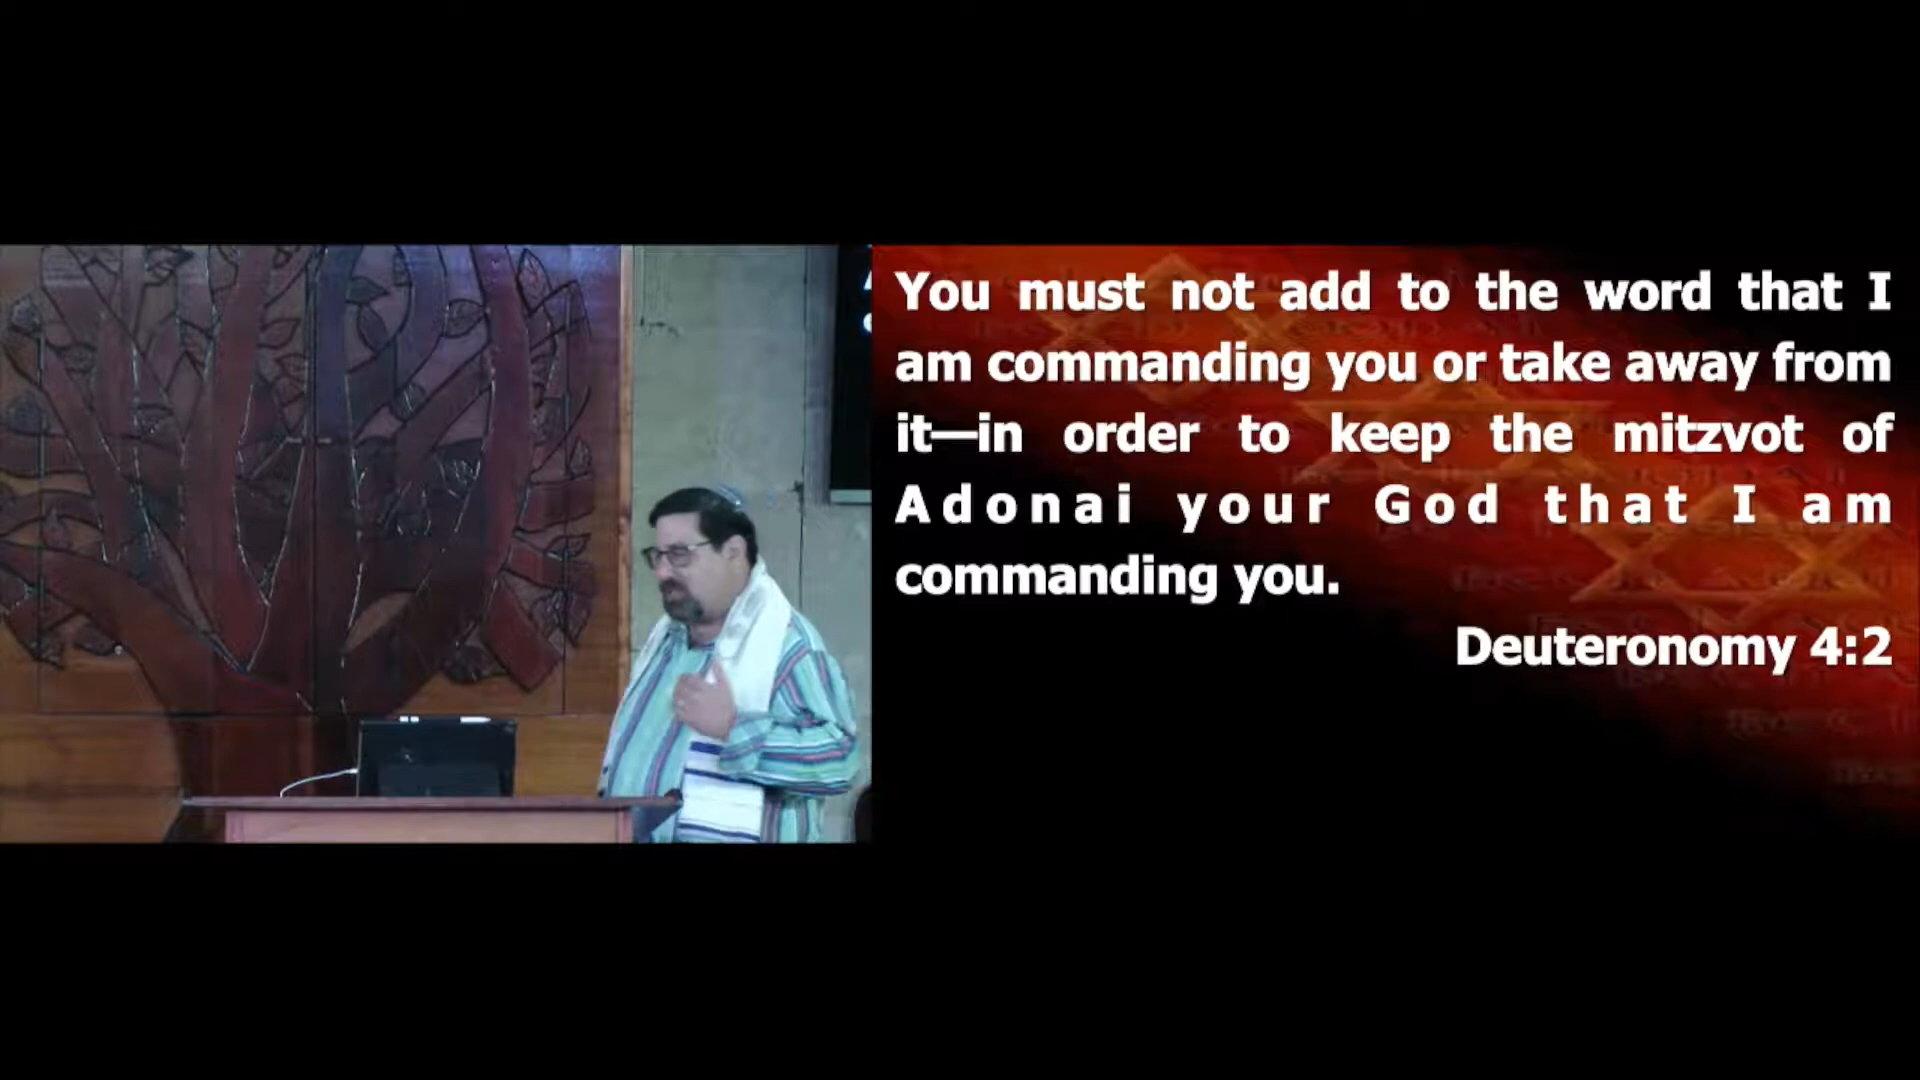 You must not add to the word that I
am commanding you or take away from
it—in order to keep the mitzvot of
Adonai your God that I am
commanding you.
Deuteronomy 4:2